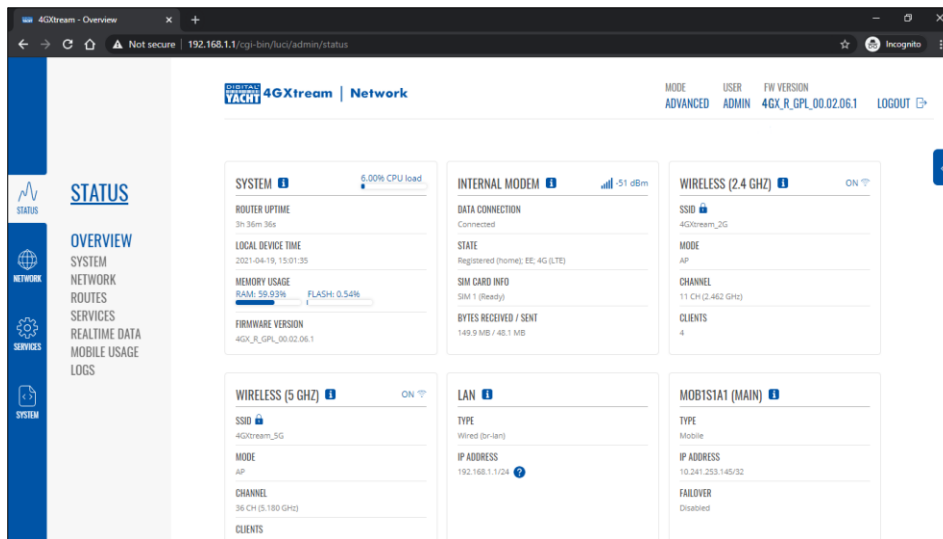 4GXtream - Overview
Not secure | 192.168.1.1/cgi-bin/luci/admin/status
Incognito
DIGITAL YACHT 4GXtream | Network
MODE USER FW VERSION
ADVANCED ADMIN 4GX_R_GPL_00.02.06.1 LOGOUT
STATUS
NETWORK
SERVICES
SYSTEM
STATUS
OVERVIEW
SYSTEM
NETWORK
ROUTES
SERVICES
REALTIME DATA
MOBILE USAGE
LOGS
SYSTEM 6.00% CPU load
ROUTER UPTIME
3h 36m 36s
LOCAL DEVICE TIME
2021-04-19, 15:01:35
MEMORY USAGE
RAM: 59.93% FLASH: 0.54%
FIRMWARE VERSION
4GX_R_GPL_00.02.06.1
INTERNAL MODEM -51 dBm
DATA CONNECTION
Connected
STATE
Registered (home); EE; 4G (LTE)
SIM CARD INFO
SIM 1 (Ready)
BYTES RECEIVED / SENT
149.9 MB / 48.1 MB
WIRELESS (2.4 GHZ) ON
SSID
4GXtream_2G
MODE
AP
CHANNEL
11 CH (2.462 GHz)
CLIENTS
4
WIRELESS (5 GHZ) ON
SSID
4GXtream_5G
MODE
AP
CHANNEL
36 CH (5.180 GHz)
CLIENTS
LAN
TYPE
Wired (br-lan)
IP ADDRESS
192.168.1.1/24
MOB1S1A1 (MAIN)
TYPE
Mobile
IP ADDRESS
10.241.253.145/32
FAILOVER
Disabled